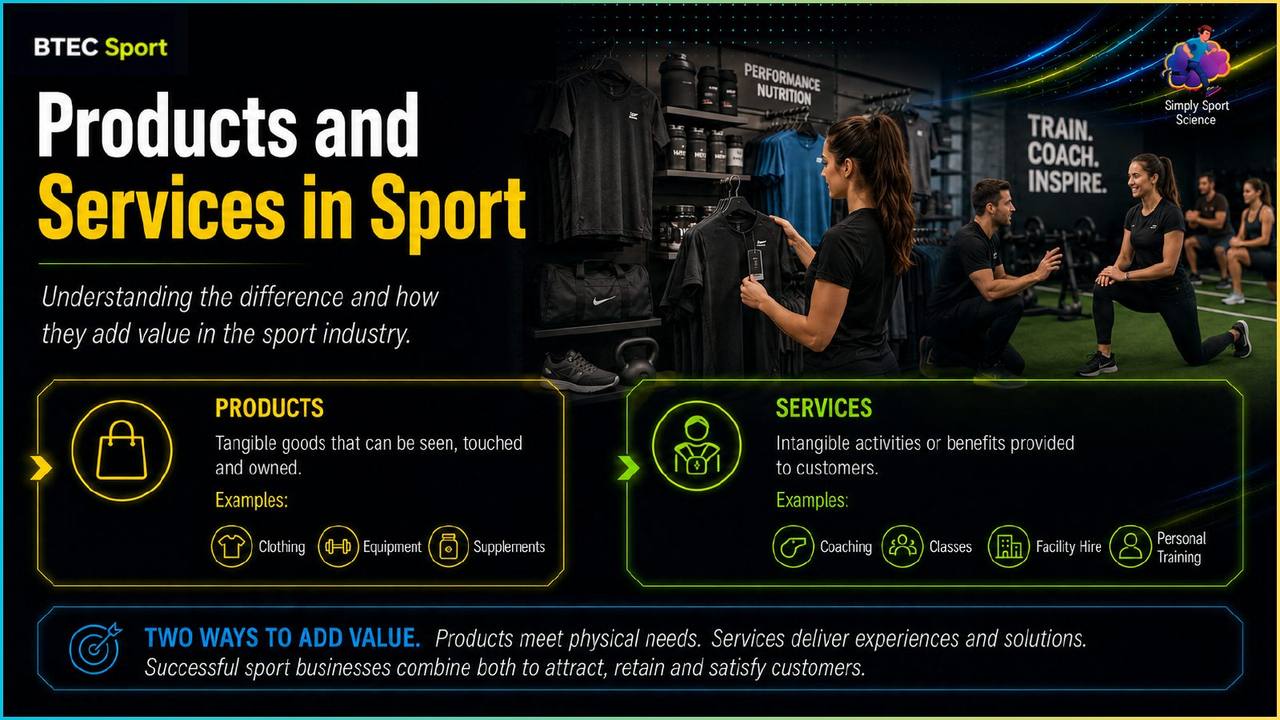 BTEC Sport
Products and
Services in Sport
Understanding the difference and how
they add value in the sport industry.
PERFORMANCE
NUTRITION
TRAIN.
COACH.
INSPIRE.
Simply Sport
Science
PRODUCTS
Tangible goods that can be seen, touched
and owned.
Examples:
Clothing
Equipment
Supplements
SERVICES
Intangible activities or benefits provided
to customers.
Examples:
Coaching
Classes
Facility Hire
Personal
Training
TWO WAYS TO ADD VALUE. Products meet physical needs. Services deliver experiences and solutions.
Successful sport businesses combine both to attract, retain and satisfy customers.